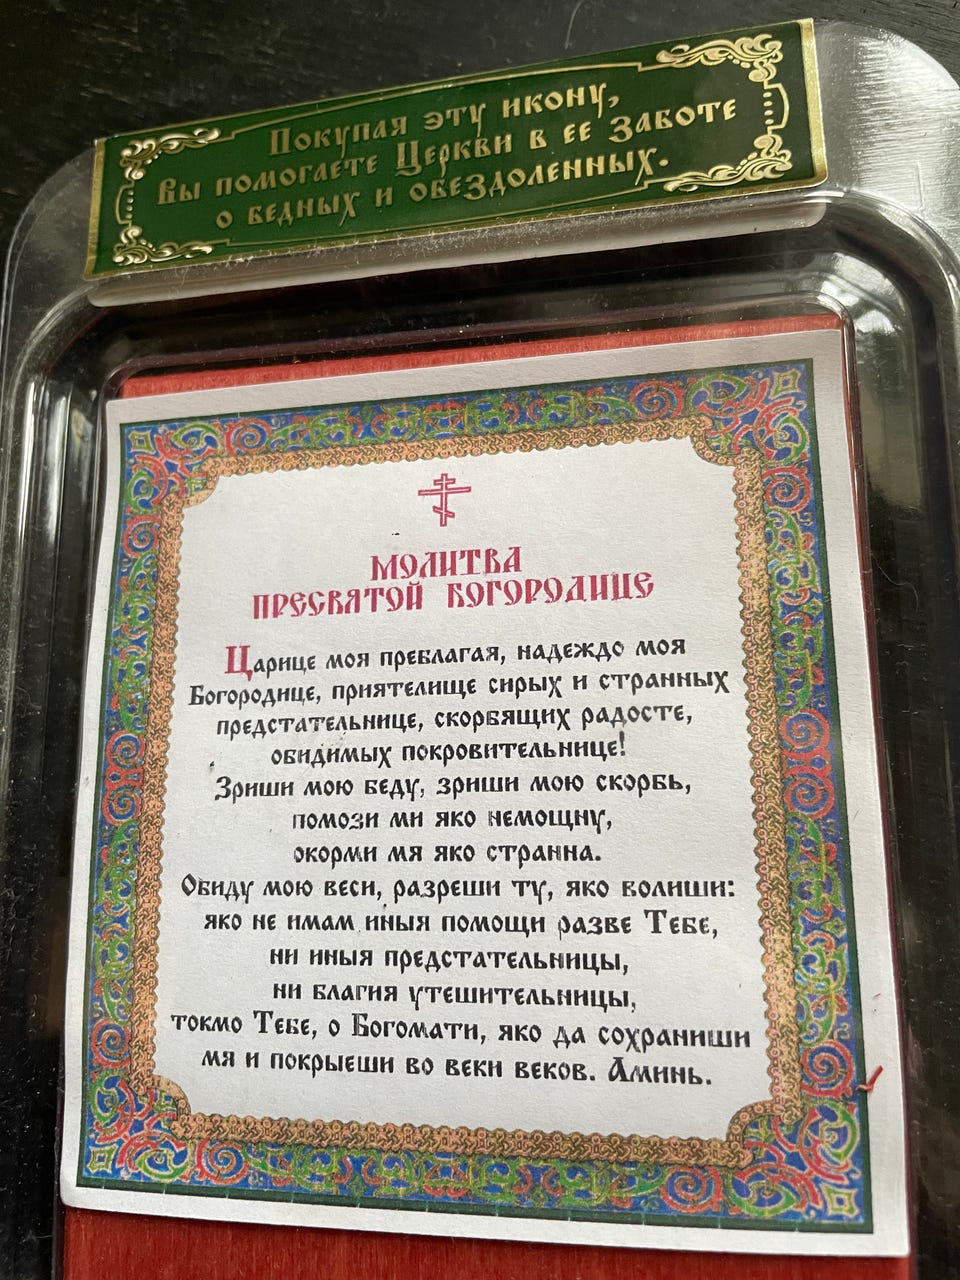 Покупая эту икону,
Вы помогаете Церкви в ее заботе
о бедных и обездоленных.
МОЛИТВА
ПРЕСВЯТОЙ БОГОРОДИЦЕ
Царице моя преблагая, надеждо моя
Богородице, приятелище сирых и странных
предстательнице, скорбящих радосте,
обидимых покровительнице!
Зриши мою беду, зриши мою скорбь,
помози ми яко немощну,
окорми мя яко странна.
Обиду мою веси, разреши ту, яко волиши:
яко не имам иныя помощи разве Тебе,
ни иныя предстательницы,
ни благия утешительницы,
токмо Тебе, о Богомати, яко да сохраниши
мя и покрыеши во веки веков. Аминь.